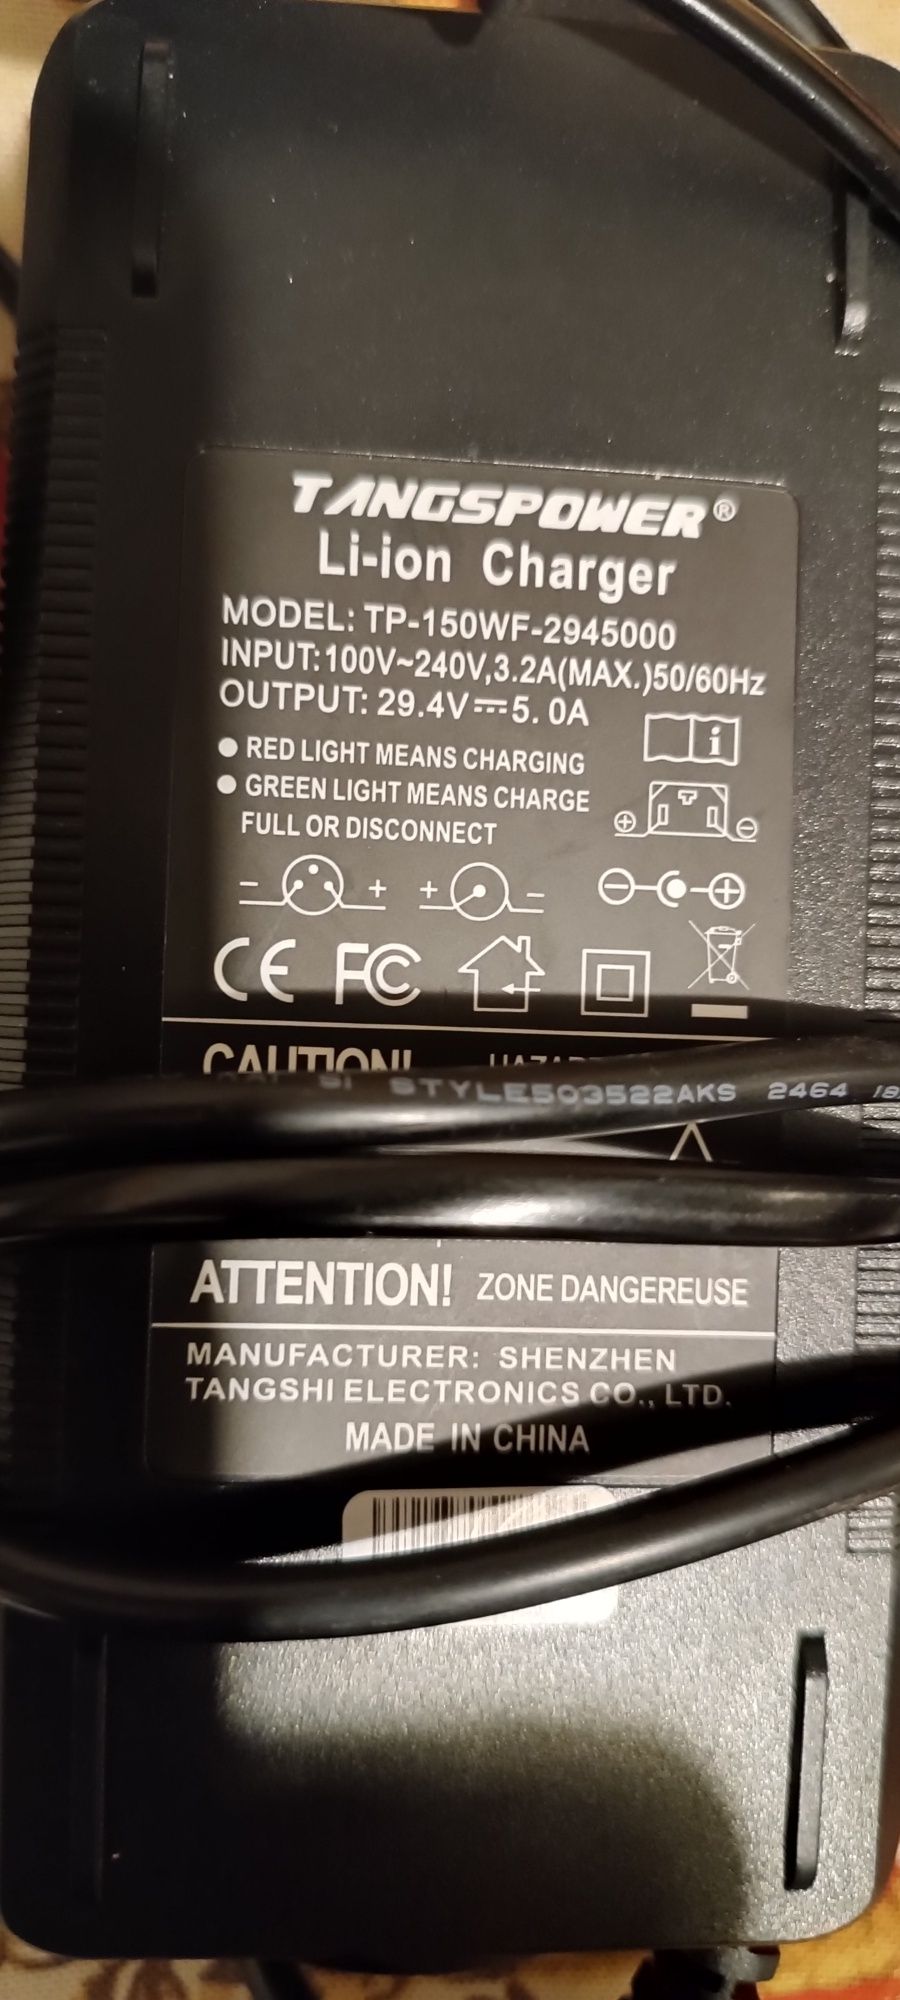 TANGSPOWER®
Li-ion Charger
MODEL: TP-150WF-2945000
INPUT:100V~240V,3.2A(MAX.)50/60Hz
OUTPUT: 29.4V⎓5. 0A
● RED LIGHT MEANS CHARGING
● GREEN LIGHT MEANS CHARGE
FULL OR DISCONNECT
− + + −
CE FC
CAUTION!
STYLE503522AKS 2464
ATTENTION! ZONE DANGEREUSE
MANUFACTURER: SHENZHEN
TANGSHI ELECTRONICS CO., LTD.
MADE IN CHINA